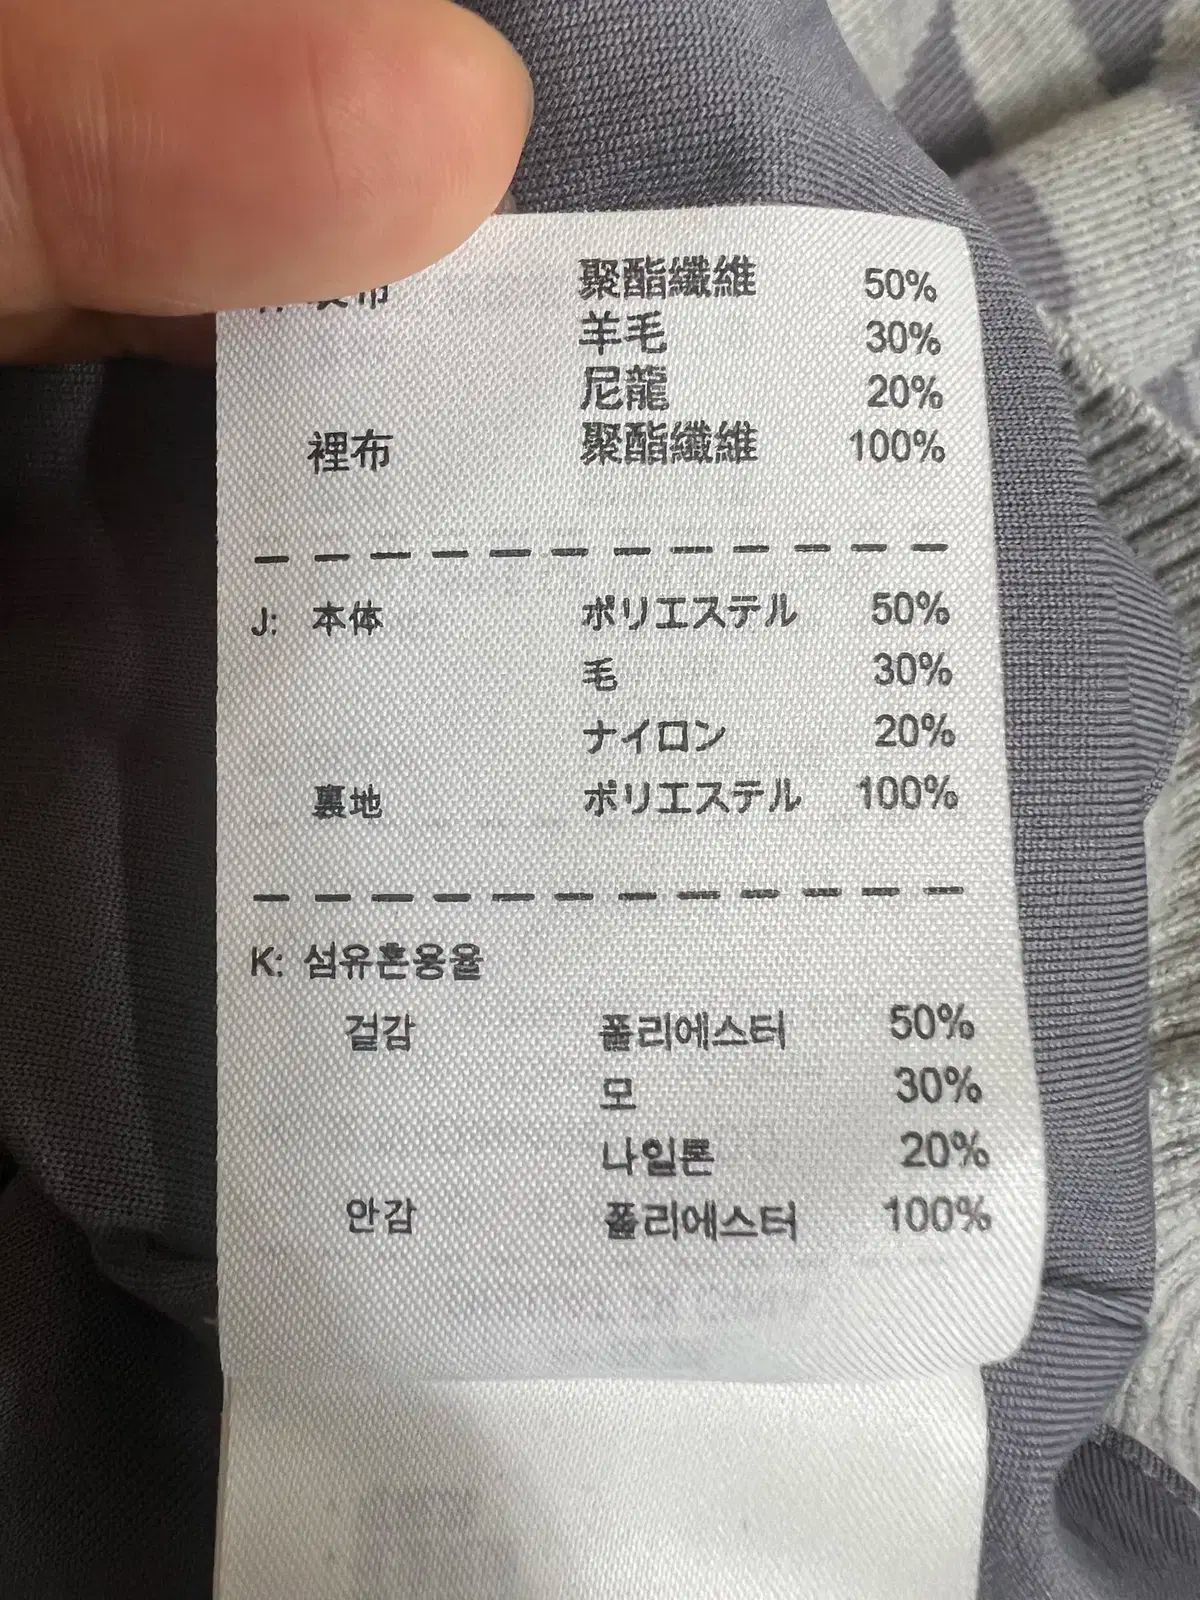 布 聚酯纖維 50%
羊毛 30%
尼龍 20%
裡布 聚酯纖維 100%
J: 本体 ポリエステル 50%
毛 30%
ナイロン 20%
裏地 ポリエステル 100%
K: 섬유혼용율
겉감 폴리에스터 50%
모 30%
나일론 20%
안감 폴리에스터 100%